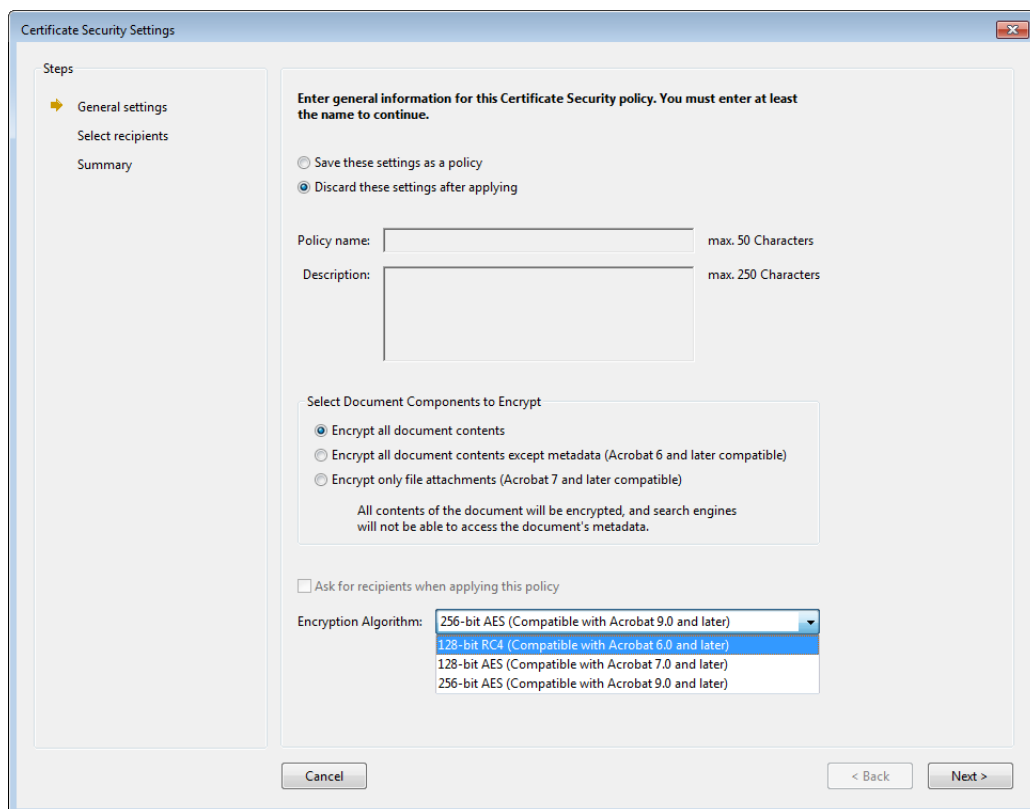 Certificate Security Settings
Steps
General settings
Select recipients
Summary
Enter general information for this Certificate Security policy. You must enter at least
the name to continue.
Save these settings as a policy
Discard these settings after applying
Policy name:
max. 50 Characters
Description:
max. 250 Characters
Select Document Components to Encrypt
Encrypt all document contents
Encrypt all document contents except metadata (Acrobat 6 and later compatible)
Encrypt only file attachments (Acrobat 7 and later compatible)
All contents of the document will be encrypted, and search engines
will not be able to access the document's metadata.
Ask for recipients when applying this policy
Encryption Algorithm: 256-bit AES (Compatible with Acrobat 9.0 and later)
128-bit RC4 (Compatible with Acrobat 6.0 and later)
128-bit AES (Compatible with Acrobat 7.0 and later)
256-bit AES (Compatible with Acrobat 9.0 and later)
Cancel
< Back
Next >